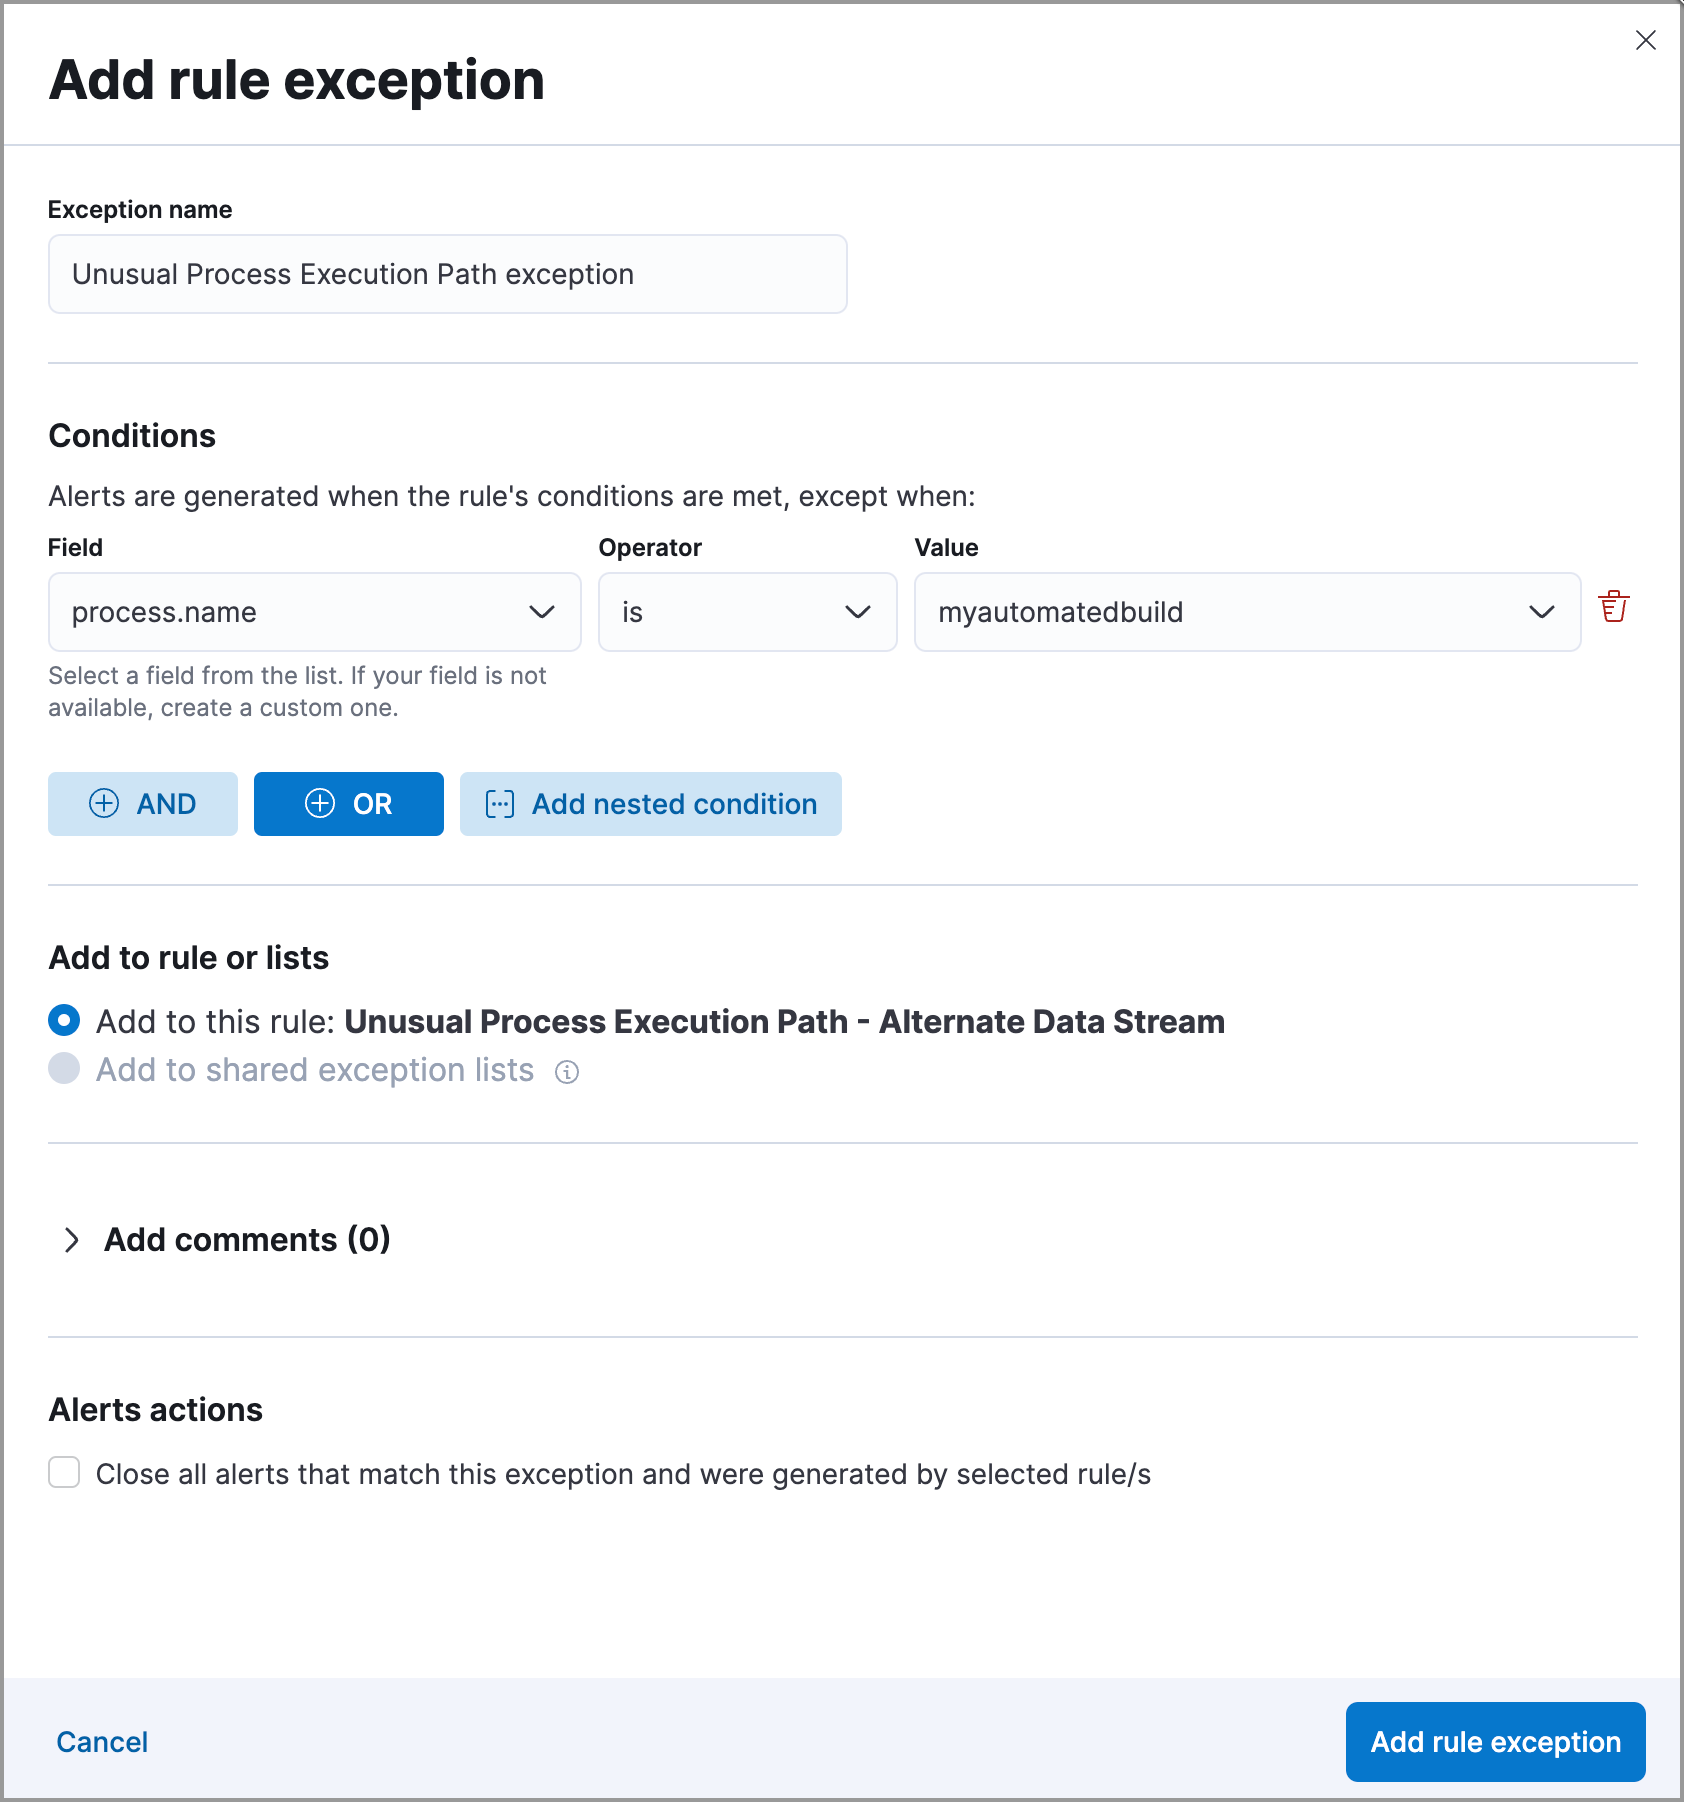 Add rule exception
Exception name
Unusual Process Execution Path exception
Conditions
Alerts are generated when the rule's conditions are met, except when:
Field Operator Value
process.name is myautomatedbuild
Select a field from the list. If your field is not
available, create a custom one.
AND OR Add nested condition
Add to rule or lists
Add to this rule: Unusual Process Execution Path - Alternate Data Stream
Add to shared exception lists
Add comments (0)
Alerts actions
Close all alerts that match this exception and were generated by selected rule/s
Cancel Add rule exception